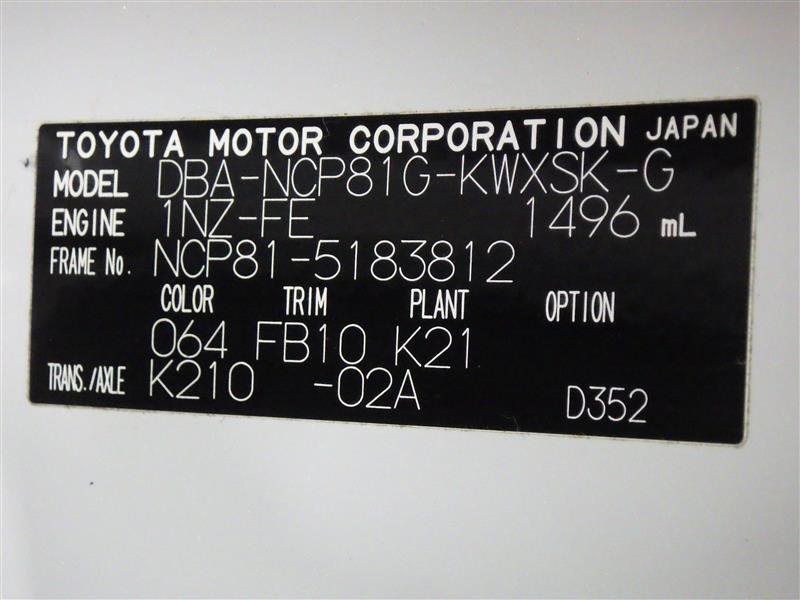 TOYOTA MOTOR CORPORATION JAPAN
MODEL DBA-NCP81G-KWXSK-G
ENGINE 1NZ-FE 1496 mL
FRAME No. NCP81-5183812
COLOR TRIM PLANT OPTION
064 FB10 K21
TRANS./AXLE K210 -02A D352